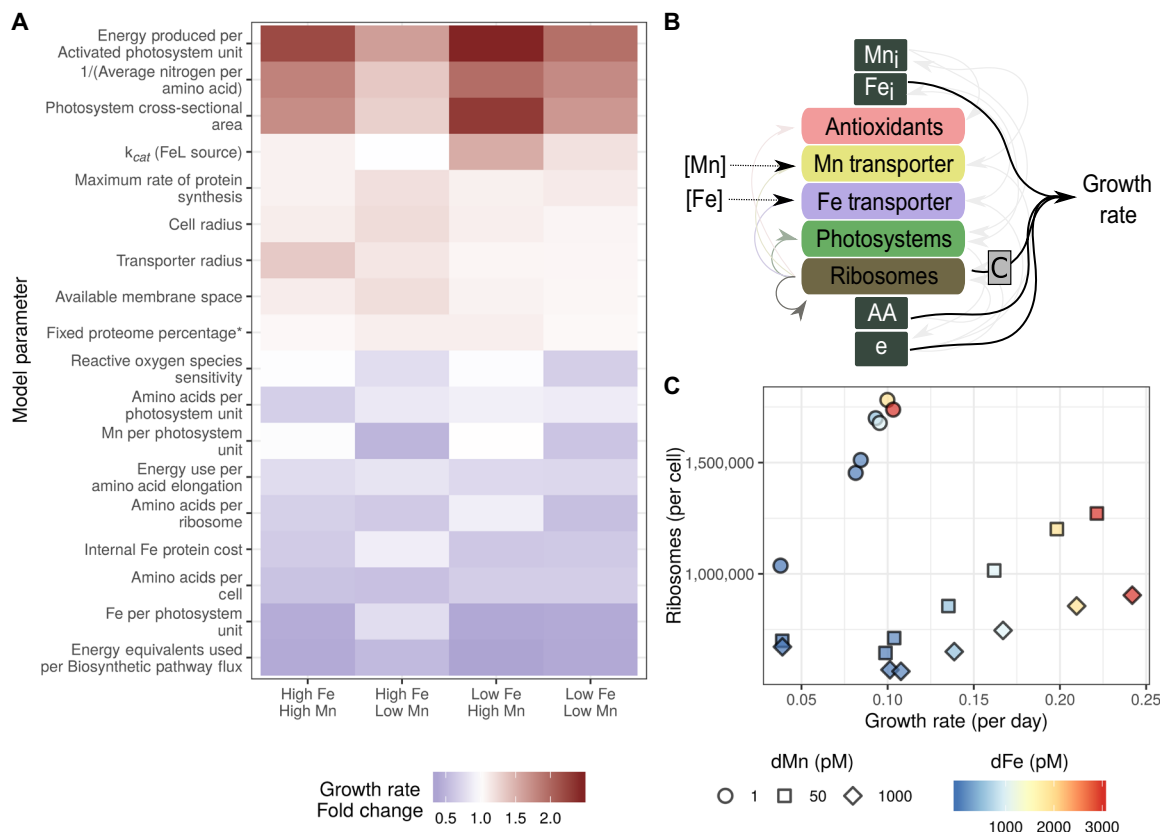 A
Model parameter
Energy produced per
Activated photosystem unit
1/(Average nitrogen per
amino acid)
Photosystem cross-sectional
area
kcat (FeL source)
Maximum rate of protein
synthesis
Cell radius
Transporter radius
Available membrane space
Fixed proteome percentage*
Reactive oxygen species
sensitivity
Amino acids per
photosystem unit
Mn per photosystem
unit
Energy use per
amino acid elongation
Amino acids per
ribosome
Internal Fe protein cost
Amino acids per
cell
Fe per photosystem
unit
Energy equivalents used
per Biosynthetic pathway flux
High Fe
High Mn
High Fe
Low Mn
Low Fe
High Mn
Low Fe
Low Mn
Growth rate
Fold change
0.5 1.0 2.0
B
Mni
Fei
Antioxidants
[Mn]
Mn transporter
[Fe]
Fe transporter
Photosystems
Ribosomes
C
AA
e
Growth
rate
C
Ribosomes (per cell)
1,500,000
1,000,000
0.05 0.10 0.15 0.20 0.25
Growth rate (per day)
dMn (pM)
1 50 1000
dFe (pM)
1000 2000 3000